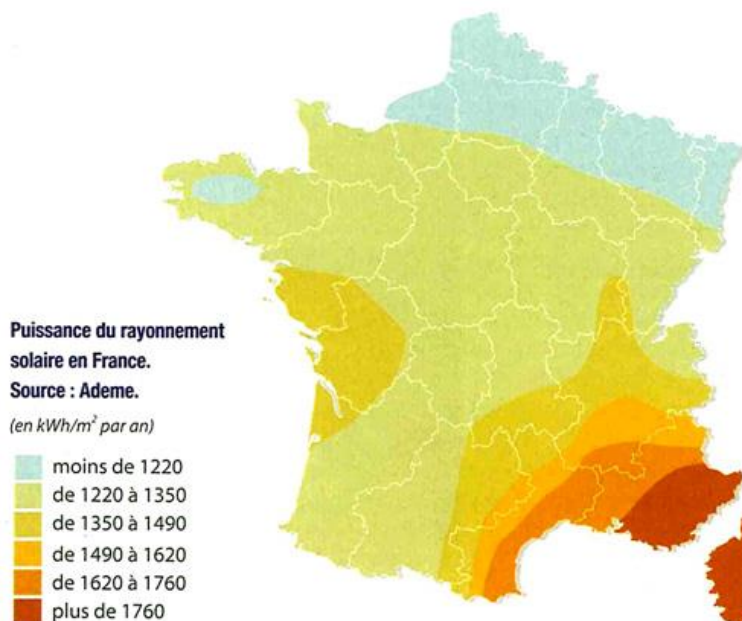 Puissance du rayonnement
solaire en France.
Source : Ademe.
(en kWh/m² par an)
moins de 1220
de 1220 à 1350
de 1350 à 1490
de 1490 à 1620
de 1620 à 1760
plus de 1760